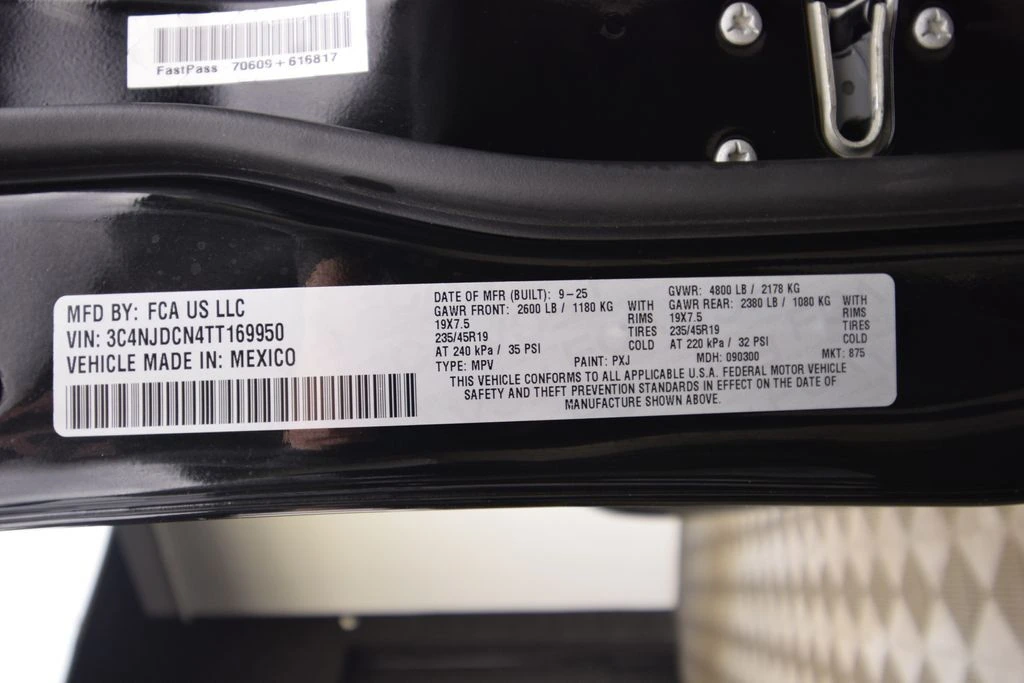 FastPass 70609+616817
MFD BY: FCA US LLC
VIN: 3C4NJDCN4TT169950
VEHICLE MADE IN: MEXICO
DATE OF MFR (BUILT): 9-25
GVWR: 4800 LB / 2178 KG
GAWR FRONT: 2600 LB / 1180 KG WITH
GAWR REAR: 2380 LB / 1080 KG WITH
19X7.5 RIMS
19X7.5 RIMS
235/45R19 TIRES
235/45R19 TIRES
AT 240 kPa / 35 PSI COLD
AT 220 kPa / 32 PSI COLD
TYPE: MPV PAINT: PXJ MDH: 090300 MKT: 875
THIS VEHICLE CONFORMS TO ALL APPLICABLE U.S.A. FEDERAL MOTOR VEHICLE
SAFETY AND THEFT PREVENTION STANDARDS IN EFFECT ON THE DATE OF
MANUFACTURE SHOWN ABOVE.